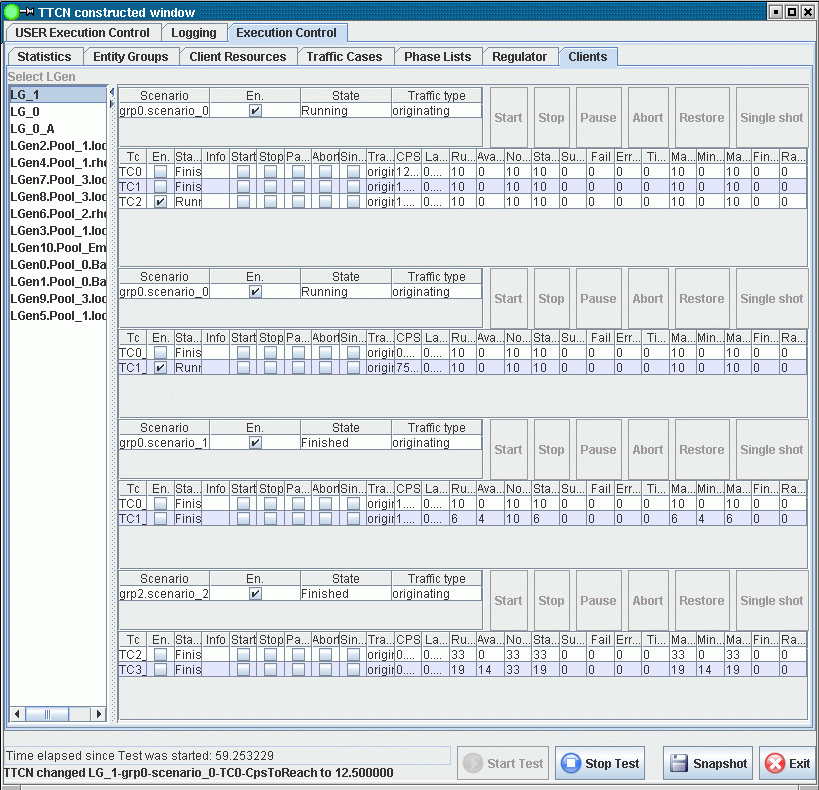 TTCN constructed window
USER Execution Control Logging Execution Control
Statistics Entity Groups Client Resources Traffic Cases Phase Lists Regulator Clients
Select LGen
LG_1
LG_0
LG_0_A
LGen2.Pool_1.loc
LGen4.Pool_1.rho
LGen7.Pool_3.loc
LGen8.Pool_3.loc
LGen6.Pool_2.rho
LGen3.Pool_1.loc
LGen10.Pool_Em
LGen0.Pool_0.Ba
LGen1.Pool_0.Ba
LGen9.Pool_3.loc
LGen5.Pool_1.loc
Scenario En. State Traffic type
grp0.scenario_0 Running originating
Start Stop Pause Abort Restore Single shot
Tc En. Sta... Info Start Stop Pa... Abort Sin... Tra... CPS La... Ru... Ava... No... Sta... Su... Fail Err... Ti... Ma... Min... Ma... Fin... Ra...
TC0 Finis origin 12... 0.... 10 0 10 10 0 0 0 0 10 0 10 0 0
TC1 Finis origin 1.... 0.... 10 0 10 10 0 0 0 0 10 0 10 0 0
TC2 Runr origin 1.... 0.... 10 0 10 10 0 0 0 0 10 0 10 0 0
Scenario En. State Traffic type
grp0.scenario_0 Running originating
Start Stop Pause Abort Restore Single shot
Tc En. Sta... Info Start Stop Pa... Abort Sin... Tra... CPS La... Ru... Ava... No... Sta... Su... Fail Err... Ti... Ma... Min... Ma... Fin... Ra...
TC0_ Finis origin 0.... 0.... 10 0 10 10 0 0 0 0 10 0 10 0 0
TC1_ Runr origin 75... 0.... 10 0 10 10 0 0 0 0 10 0 10 0 0
Scenario En. State Traffic type
grp0.scenario_1 Finished originating
Start Stop Pause Abort Restore Single shot
Tc En. Sta... Info Start Stop Pa... Abort Sin... Tra... CPS La... Ru... Ava... No... Sta... Su... Fail Err... Ti... Ma... Min... Ma... Fin... Ra...
TC0_ Finis origin 1.... 0.... 10 0 10 10 0 0 0 0 10 0 10 0 0
TC1_ Finis origin 1.... 0.... 6 4 10 6 0 0 0 0 6 4 6 0 0
Scenario En. State Traffic type
grp2.scenario_2 Finished originating
Start Stop Pause Abort Restore Single shot
Tc En. Sta... Info Start Stop Pa... Abort Sin... Tra... CPS La... Ru... Ava... No... Sta... Su... Fail Err... Ti... Ma... Min... Ma... Fin... Ra...
TC2_ Finis origin 0.... 0.... 33 0 33 33 0 0 0 0 33 0 33 0 0
TC3_ Finis origin 0.... 0.... 19 14 33 19 0 0 0 0 19 14 19 0 0
Time elapsed since Test was started: 59.253229
TTCN changed LG_1-grp0-scenario_0-TC0-CpsToReach to 12.500000
Start Test Stop Test Snapshot Exit